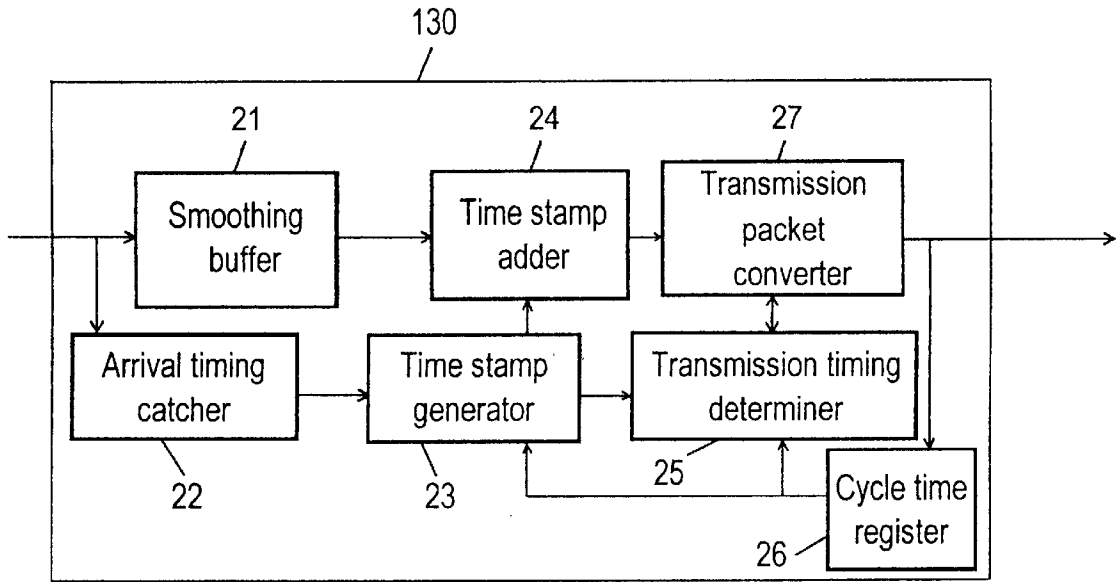 130
21
24
27
Smoothing
buffer
Time stamp
adder
Transmission
packet
converter
Arrival timing
catcher
Time stamp
generator
Transmission timing
determiner
22
23
25
Cycle time
register
26